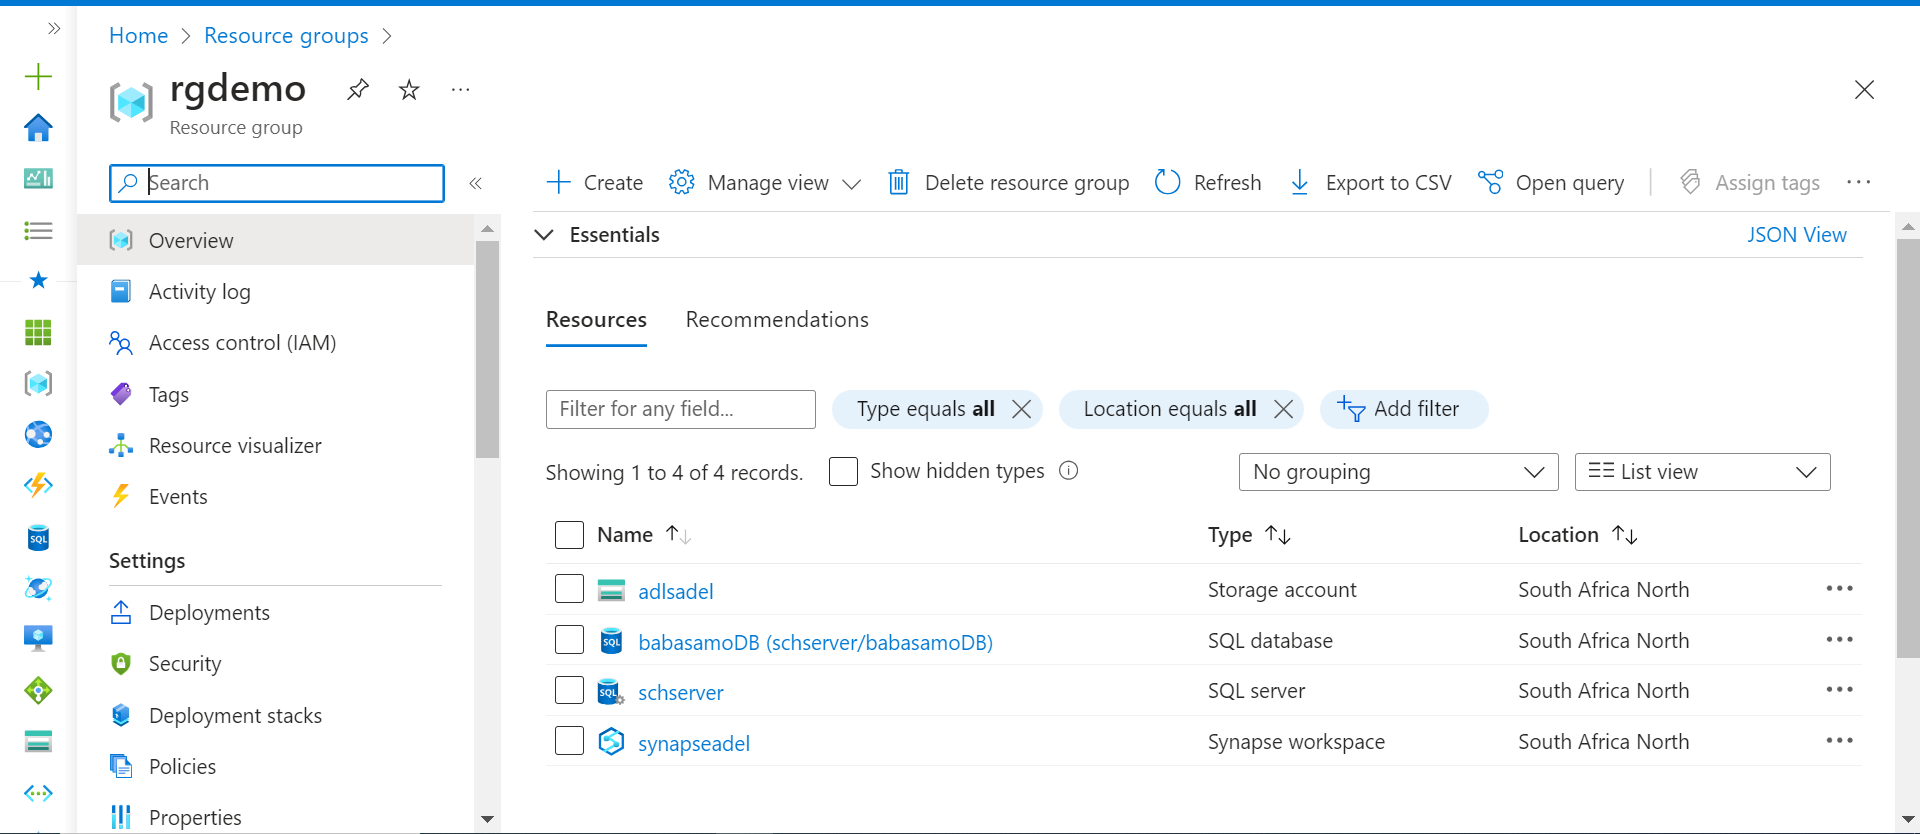 Home > Resource groups >
rgdemo
Resource group
Search
Overview
Activity log
Access control (IAM)
Tags
Resource visualizer
Events
Settings
Deployments
Security
Deployment stacks
Policies
Properties
Create Manage view Delete resource group Refresh Export to CSV Open query Assign tags
Essentials JSON View
Resources Recommendations
Filter for any field... Type equals all Location equals all Add filter
Showing 1 to 4 of 4 records. Show hidden types No grouping List view
Name Type Location
adlsadel Storage account South Africa North
SQL babasamoDB (schserver/babasamoDB) SQL database South Africa North
SQL schserver SQL server South Africa North
synapseadel Synapse workspace South Africa North
SQL